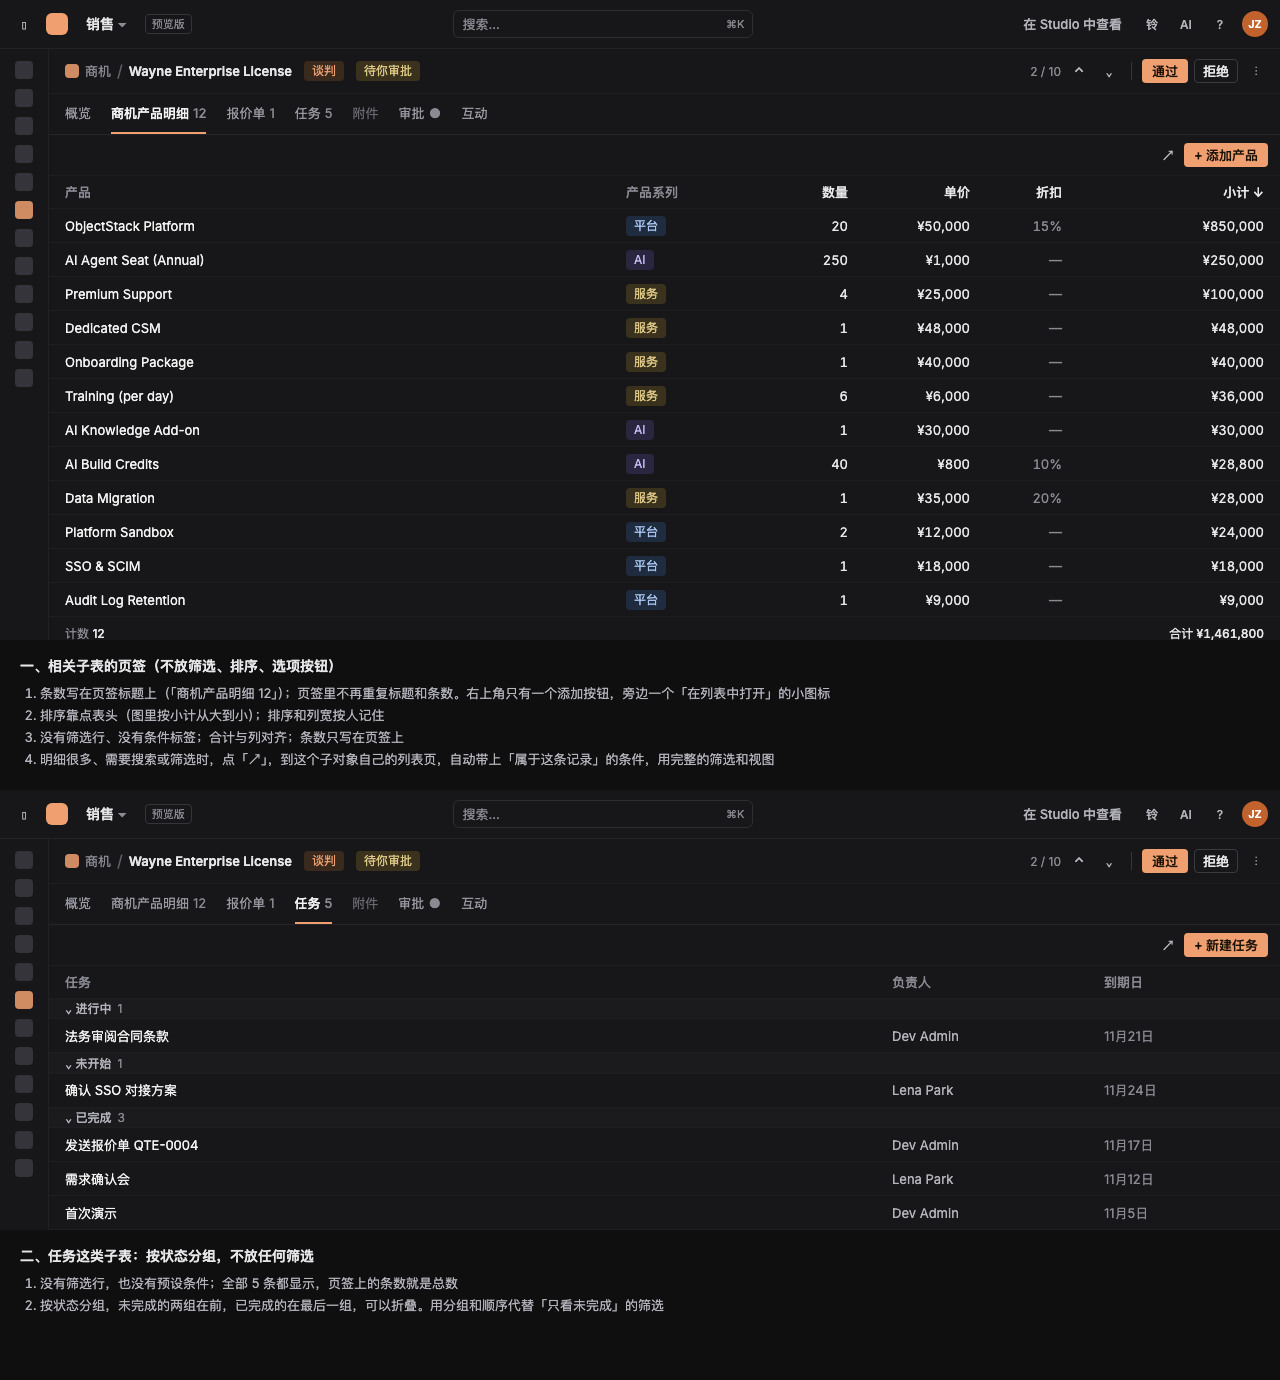 销售 预览版 搜索... ⌘K 在 Studio 中查看 铃 AI ? JZ
商机 / Wayne Enterprise License 谈判 待你审批 2 / 10 通过 拒绝
概览 商机产品明细 12 报价单 1 任务 5 附件 审批 互动
↗ + 添加产品
产品 产品系列 数量 单价 折扣 小计 ↓
ObjectStack Platform 平台 20 ¥50,000 15% ¥850,000
AI Agent Seat (Annual) AI 250 ¥1,000 — ¥250,000
Premium Support 服务 4 ¥25,000 — ¥100,000
Dedicated CSM 服务 1 ¥48,000 — ¥48,000
Onboarding Package 服务 1 ¥40,000 — ¥40,000
Training (per day) 服务 6 ¥6,000 — ¥36,000
AI Knowledge Add-on AI 1 ¥30,000 — ¥30,000
AI Build Credits AI 40 ¥800 10% ¥28,800
Data Migration 服务 1 ¥35,000 20% ¥28,000
Platform Sandbox 平台 2 ¥12,000 — ¥24,000
SSO & SCIM 平台 1 ¥18,000 — ¥18,000
Audit Log Retention 平台 1 ¥9,000 — ¥9,000
计数 12 合计 ¥1,461,800
一、相关子表的页签（不放筛选、排序、选项按钮）
1. 条数写在页签标题上（「商机产品明细 12」）；页签里不再重复标题和条数。右上角只有一个添加按钮，旁边一个「在列表中打开」的小图标
2. 排序靠点表头（图里按小计从大到小）；排序和列宽按人记住
3. 没有筛选行、没有条件标签；合计与列对齐；条数只写在页签上
4. 明细很多、需要搜索或筛选时，点「↗」，到这个子对象自己的列表页，自动带上「属于这条记录」的条件，用完整的筛选和视图
销售 预览版 搜索... ⌘K 在 Studio 中查看 铃 AI ? JZ
商机 / Wayne Enterprise License 谈判 待你审批 2 / 10 通过 拒绝
概览 商机产品明细 12 报价单 1 任务 5 附件 审批 互动
↗ + 新建任务
任务 负责人 到期日
进行中 1
法务审阅合同条款 Dev Admin 11月21日
未开始 1
确认 SSO 对接方案 Lena Park 11月24日
已完成 3
发送报价单 QTE-0004 Dev Admin 11月17日
需求确认会 Lena Park 11月12日
首次演示 Dev Admin 11月5日
二、任务这类子表：按状态分组，不放任何筛选
1. 没有筛选行，也没有预设条件；全部 5 条都显示，页签上的条数就是总数
2. 按状态分组，未完成的两组在前，已完成的在最后一组，可以折叠。用分组和顺序代替「只看未完成」的筛选